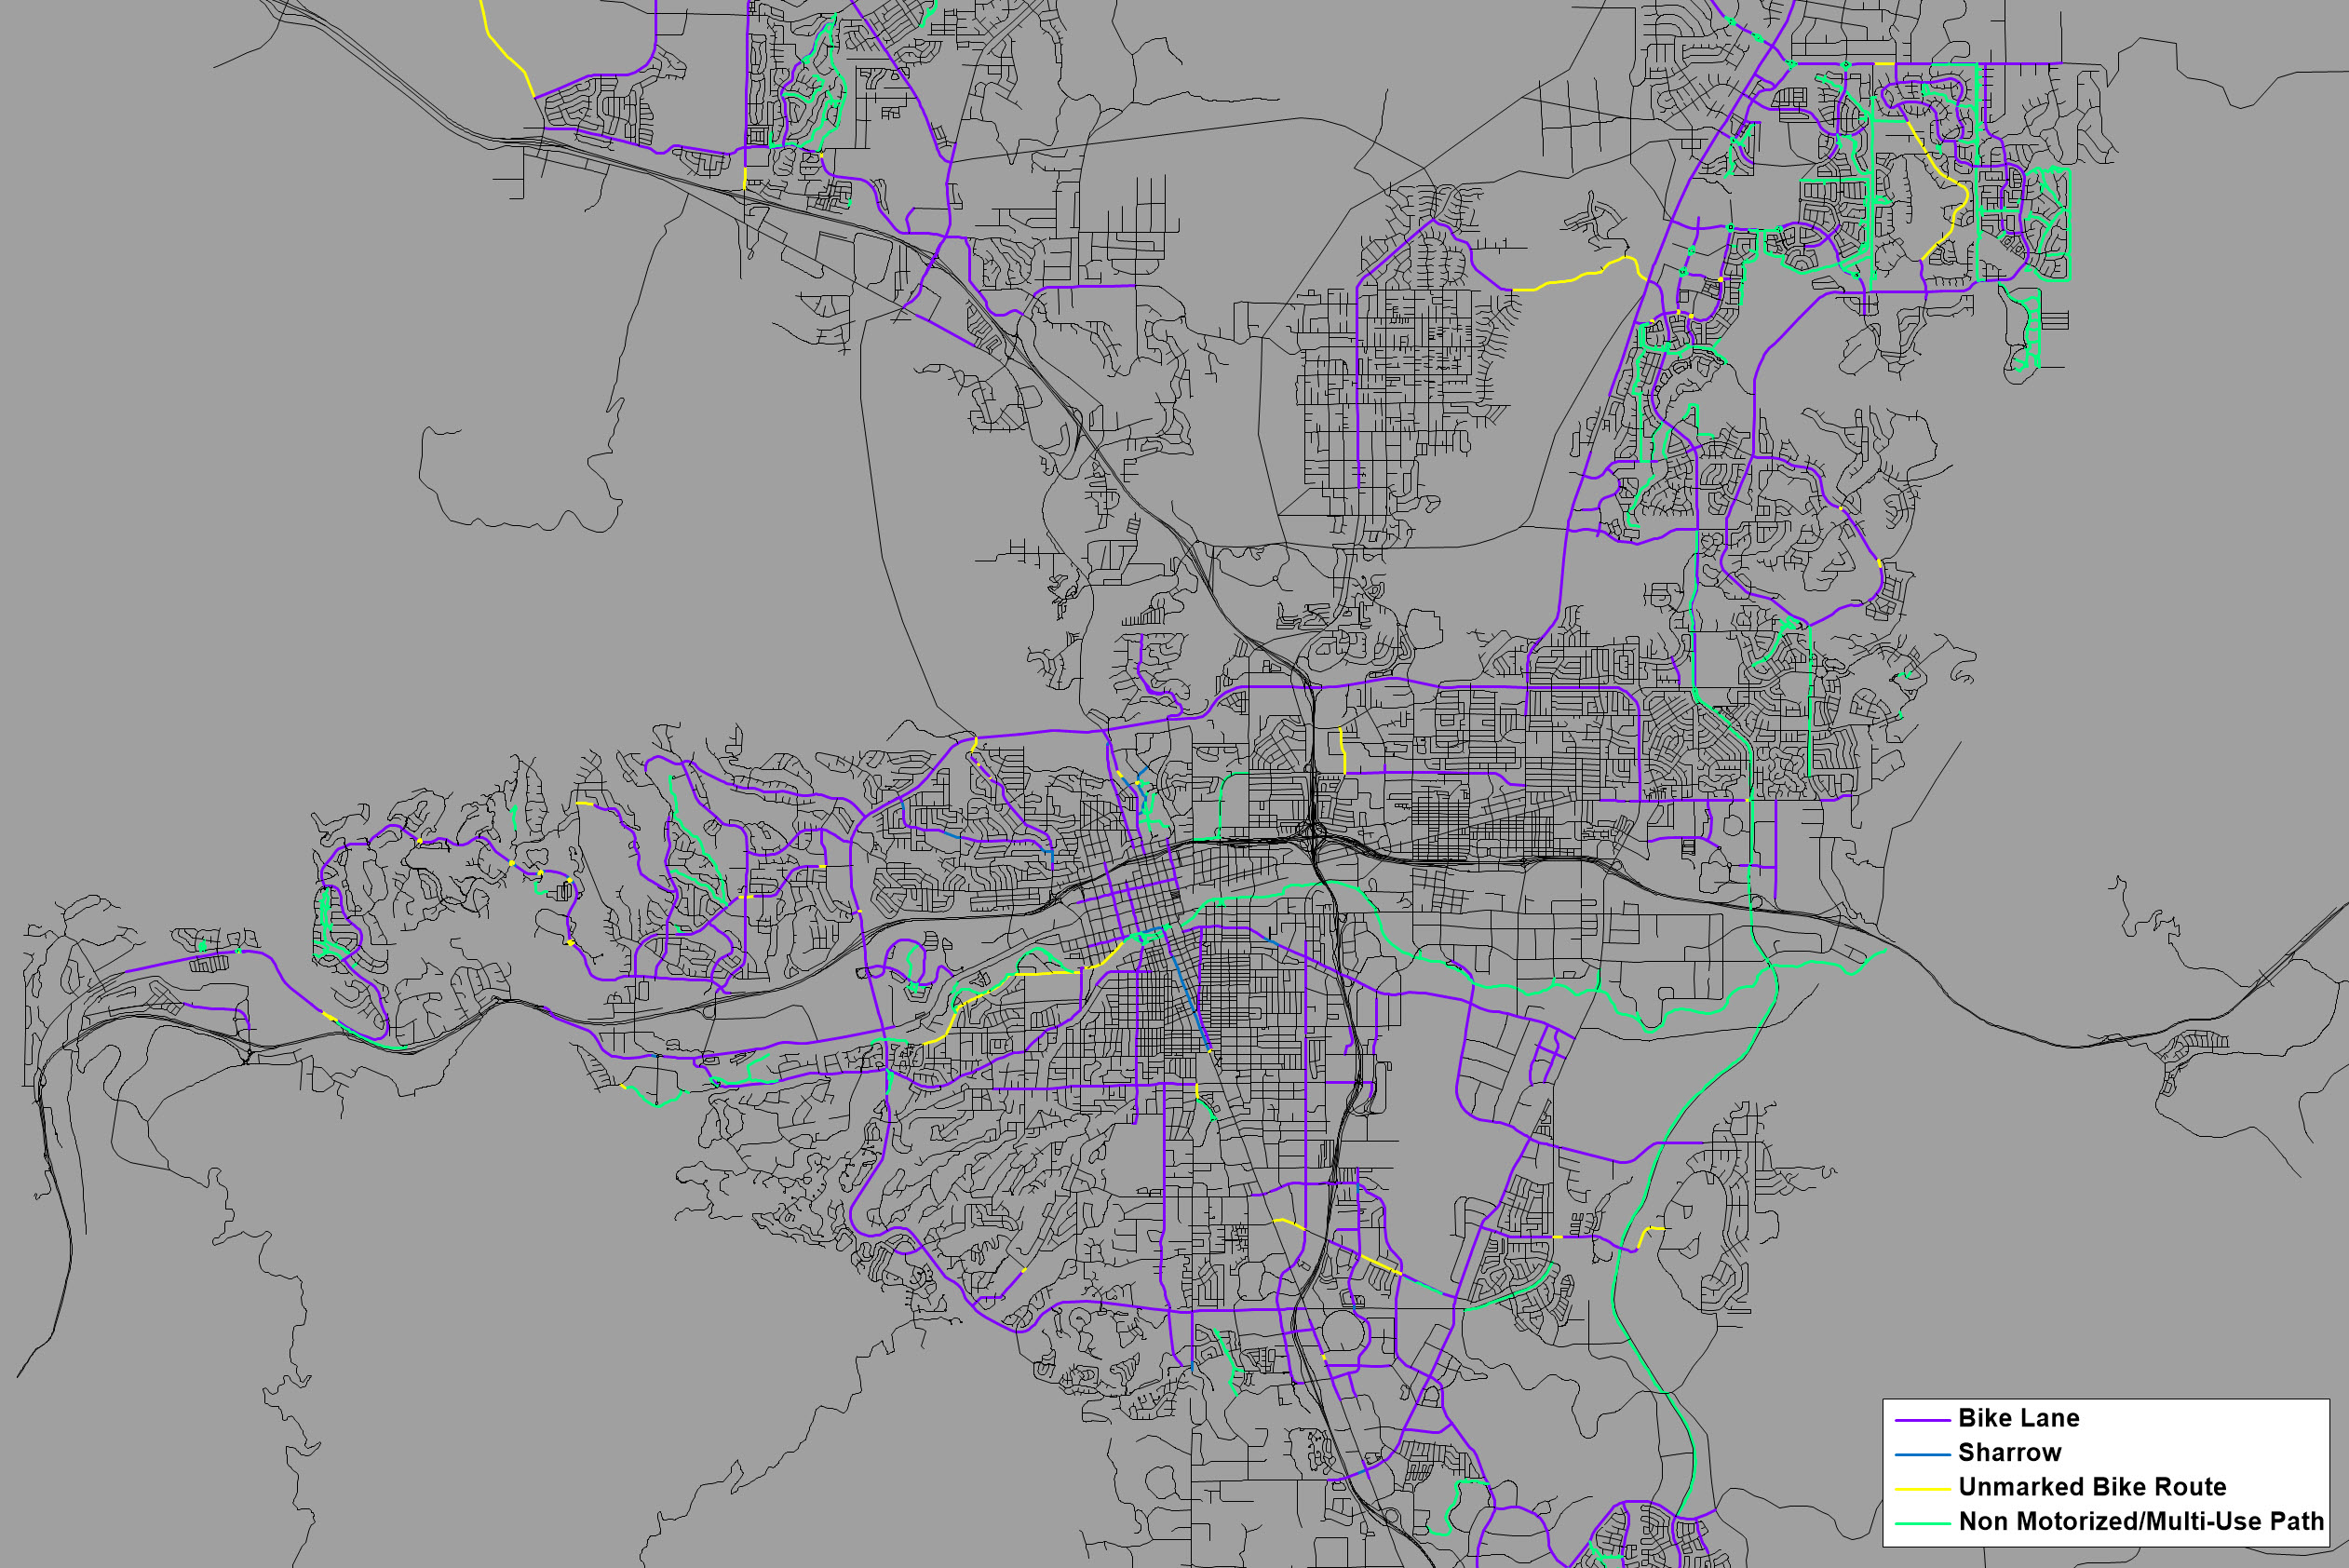 Bike Lane
Sharrow
Unmarked Bike Route
Non Motorized/Multi-Use Path